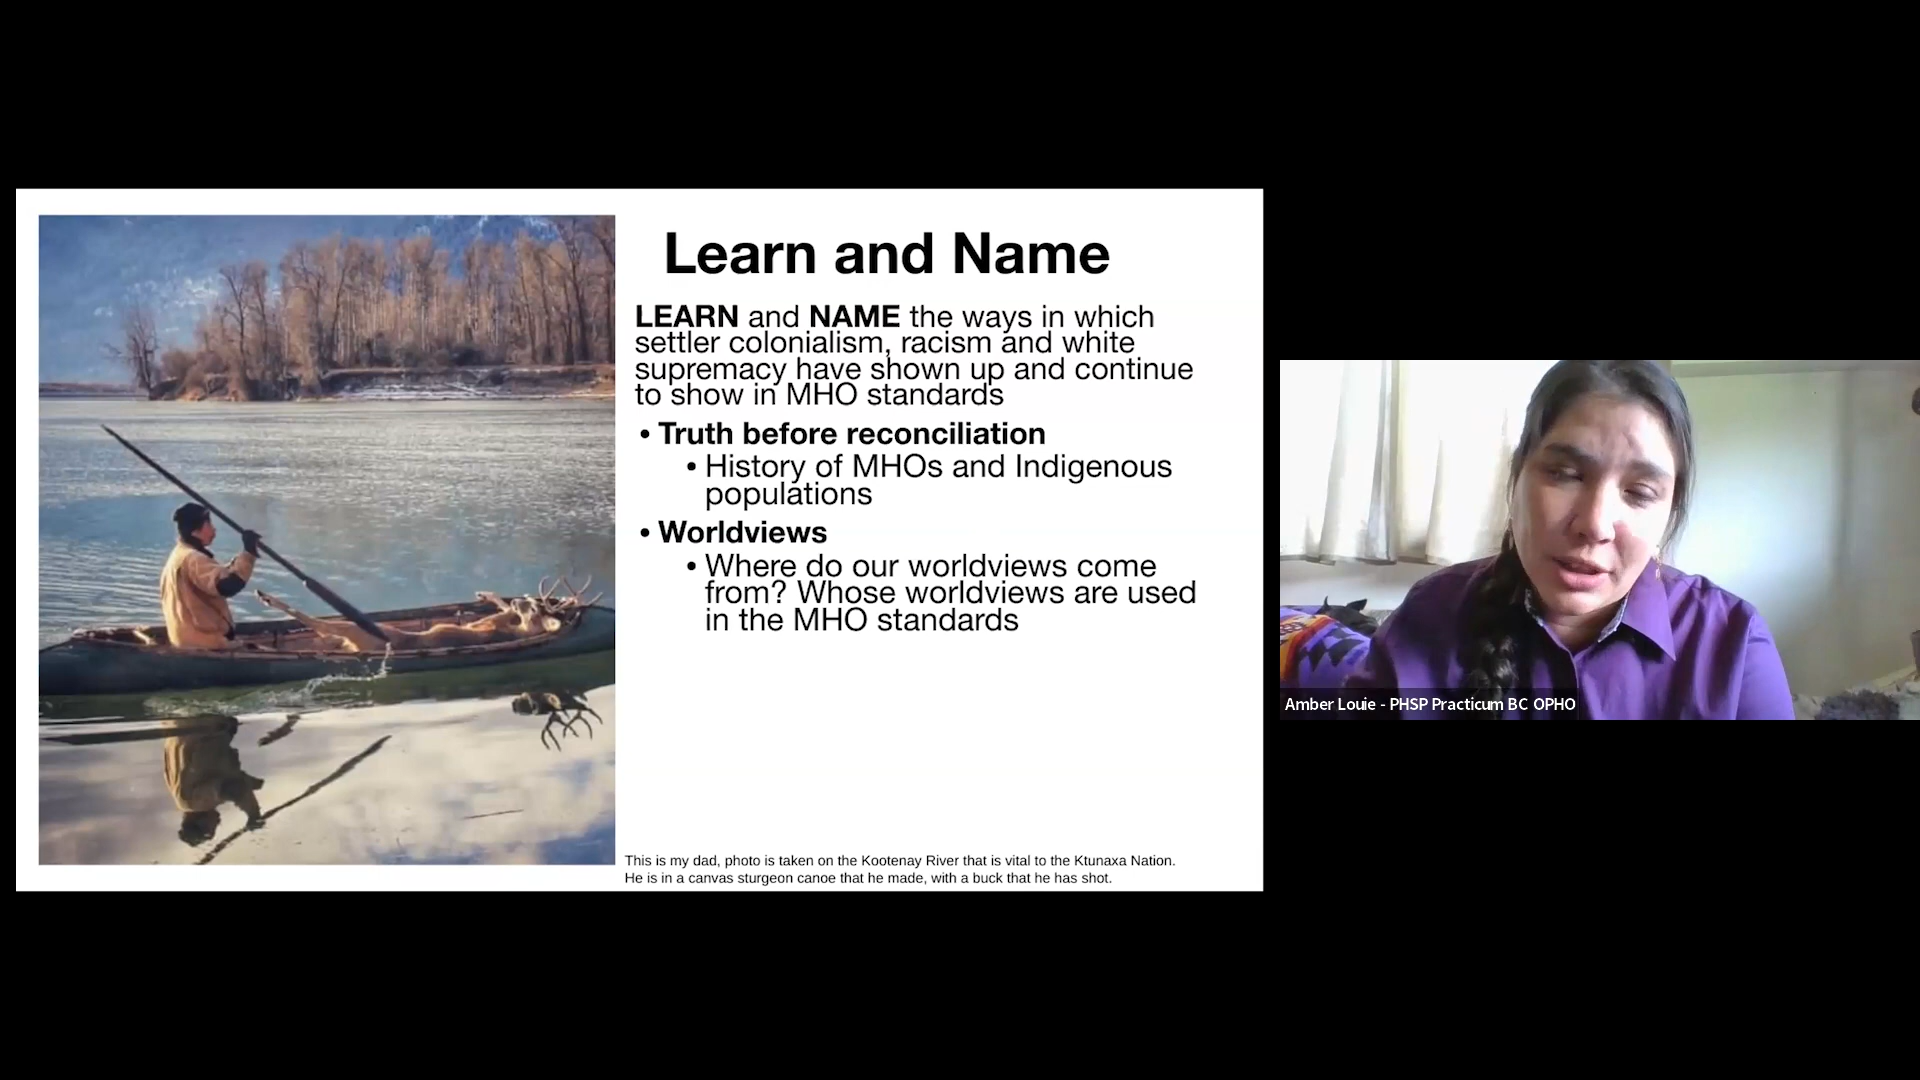 Learn and Name
LEARN and NAME the ways in which
settler colonialism, racism and white
supremacy have shown up and continue
to show in MHO standards
• Truth before reconciliation
• History of MHOs and Indigenous
populations
• Worldviews
• Where do our worldviews come
from? Whose worldviews are used
in the MHO standards
This is my dad, photo is taken on the Kootenay River that is vital to the Ktunaxa Nation.
He is in a canvas sturgeon canoe that he made, with a buck that he has shot.
Amber Louie - PHSP Practicum BC OPHO